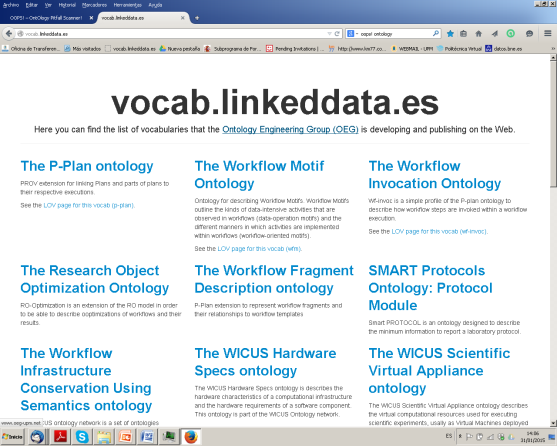 Archivo Editar Ver Historial Marcadores Herramientas Ayuda
OOPS! - OntOlogy Pitfall Scanner! × vocab.linkeddata.es × +
vocab.linkeddata.es oops! ontology
Oficina de Transferen... Más visitados vocab.linkeddata.es Nueva pestaña Subprograma de For... Pending Invitations | ... http://www.kw77.co... WEBMAIL - UPM Politécnica Virtual datos.bne.es
vocab.linkeddata.es
Here you can find the list of vocabularies that the Ontology Engineering Group (OEG) is developing and publishing on the Web.
The P-Plan ontology
PROV extension for linking Plans and parts of plans to
their respective executions.
See the LOV page for this vocab (p-plan).
The Workflow Motif
Ontology
Ontology for describing Workflow Motifs. Workflow Motifs
outline the kinds of data-intensive activities that are
observed in workflows (data-operation motifs) and the
different manners in which activities are implemented
within workflows (workflow-oriented motifs).
See the LOV page for this vocab (wfm).
The Workflow
Invocation Ontology
Wf-invoc is a simple profile of the P-plan ontology to
describe how workflow steps are invoked within a workflow
execution.
See the LOV page for this vocab (wf-invoc).
The Research Object
Optimization Ontology
RO-Optimization is an extension of the RO model in order
to be able to describe ooptimizations of workflows and their
results
The Workflow Fragment
Description ontology
P-Plan extension to represent workflow fragments and
their relationships to workflow templates
SMART Protocols
Ontology: Protocol
Module
Smart PROTOCOL is an ontology designed to describe
the minimum information to report a laboratory protocol.
The Workflow
Infrastructure
Conservation Using
Semantics ontology
US ontology network is a set of ontologies
The WICUS Hardware
Specs ontology
The WICUS Hardware Specs ontology is describes the
hardware characteristics of a computational infrastructure
and the hardware requirements of a software component.
This ontology is part of the WICUS Ontology network.
The WICUS Scientific
Virtual Appliance
ontology
The WICUS Scientific Virtual Appliance ontology describes
the virtual computational resources used for executing
scientific experiments, usally as Virtual Machines deployed
www.oep-upm.net
Inicio ES 14:06